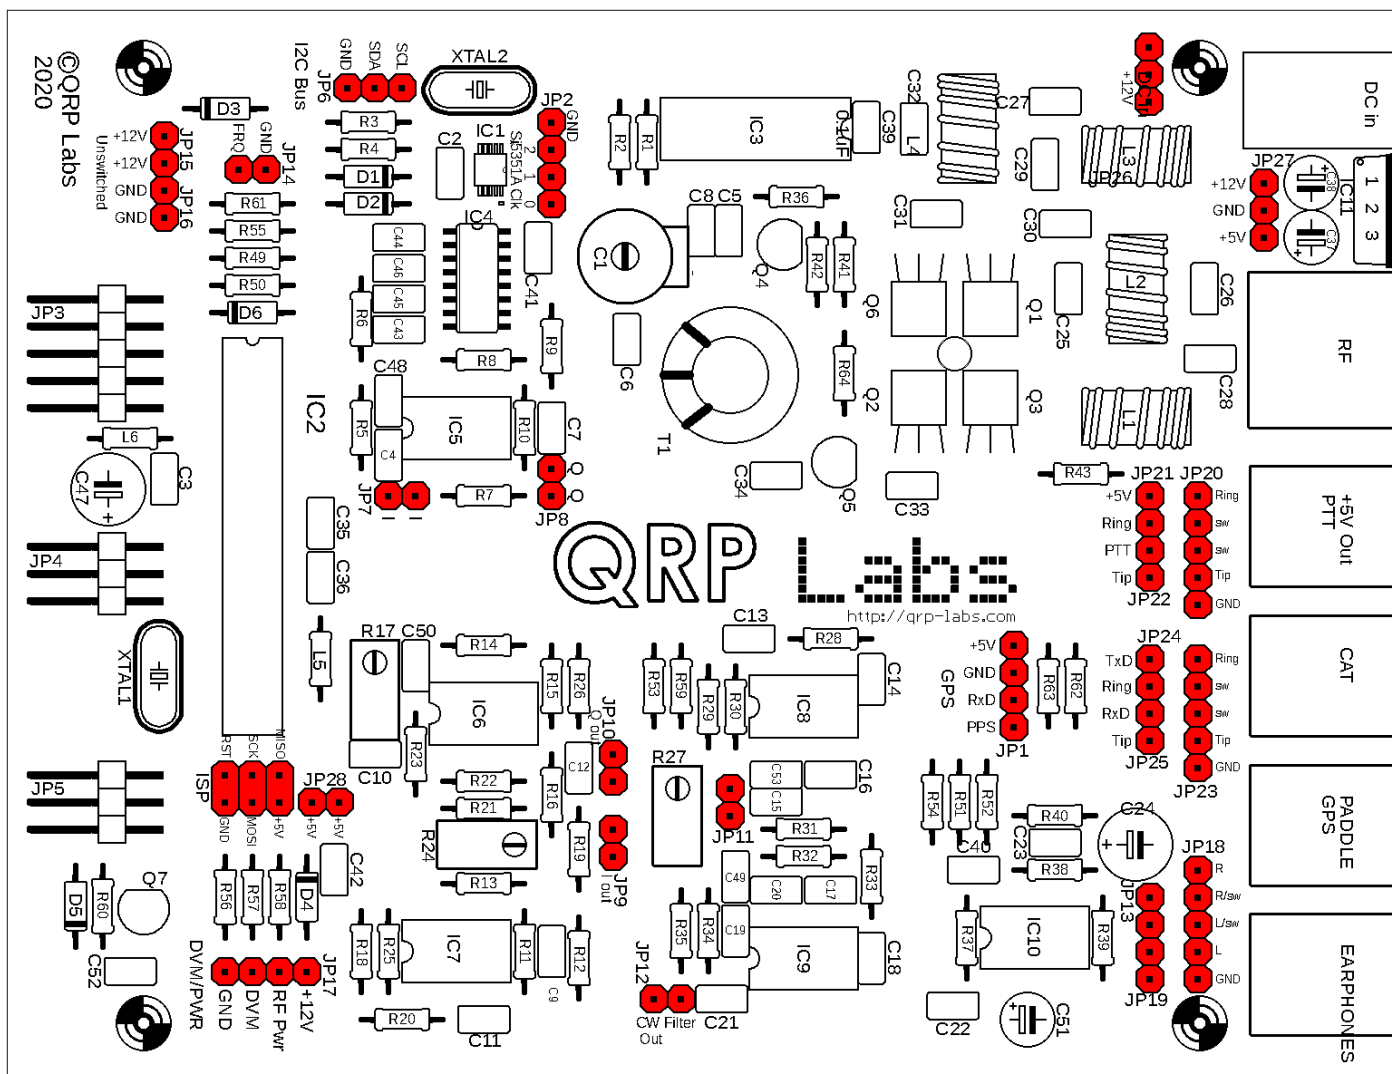 ©QRP Labs
2020
D3
+12V
+12V
GND
GND
Unswitched
JP15
JP16
FRQ
GND
JP14
R61
R55
R49
R50
D6
I2C Bus
GND
SDA
SCL
JP6
XTAL2
R3
R4
D1
D2
C2
IC1
Si5351A Clk
JP2
GND
2
1
0
IC4
C44
C46
C45
C43
C41
R6
R8
R9
R2
R1
IC3
0.1uF
C39
C32
L4
C27
C29
+12V
L3
JP26
DC in
JP27
+12V
GND
+5V
C38
C37
IC11
1
2
3
C1
C8
C5
R36
Q4
R42
R41
C31
C30
Q6
Q1
C25
L2
C26
C6
T1
R64
Q2
Q3
L1
C28
RF
JP3
L6
C47
C3
IC2
C48
R5
C4
IC5
R10
C7
JP7
I
I
R7
Q
Q
JP8
C34
Q5
C33
R43
JP21
+5V
Ring
PTT
Tip
JP22
JP20
Ring
sw
sw
Tip
GND
+5V Out
PTT
JP4
C35
C36
QRP Labs
http://qrp-labs.com
XTAL1
L5
R17
C50
R14
IC6
R15
R26
C10
R23
R22
R21
R24
R13
R16
C12
JP10
Q out
R19
JP9
I out
C13
R28
R53
R59
R29
R30
IC8
C14
R27
JP11
C53
C15
C16
R31
R32
R33
C49
C20
C17
+5V
GND
RxD
PPS
GPS
JP1
R63
R62
JP24
TxD
Ring
RxD
Tip
JP25
Ring
sw
sw
Tip
GND
JP23
CAT
JP5
RST
SCK
MISO
ISP
GND
MOSI
+5V
JP28
+5V
+5V
C42
R56
R57
R58
D4
D5
R60
Q7
C52
DVM/PWR
GND
DVM
RF Pwr
+12V
JP17
R18
R25
IC7
R11
C9
R12
R20
C11
R35
R34
C19
IC9
C18
JP12
CW Filter
Out
C21
R54
R51
R52
R40
C23
R38
C24
C40
R37
IC10
R39
C22
C51
JP13
JP19
JP18
R
R/sw
L/sw
L
GND
PADDLE
GPS
EARPHONES